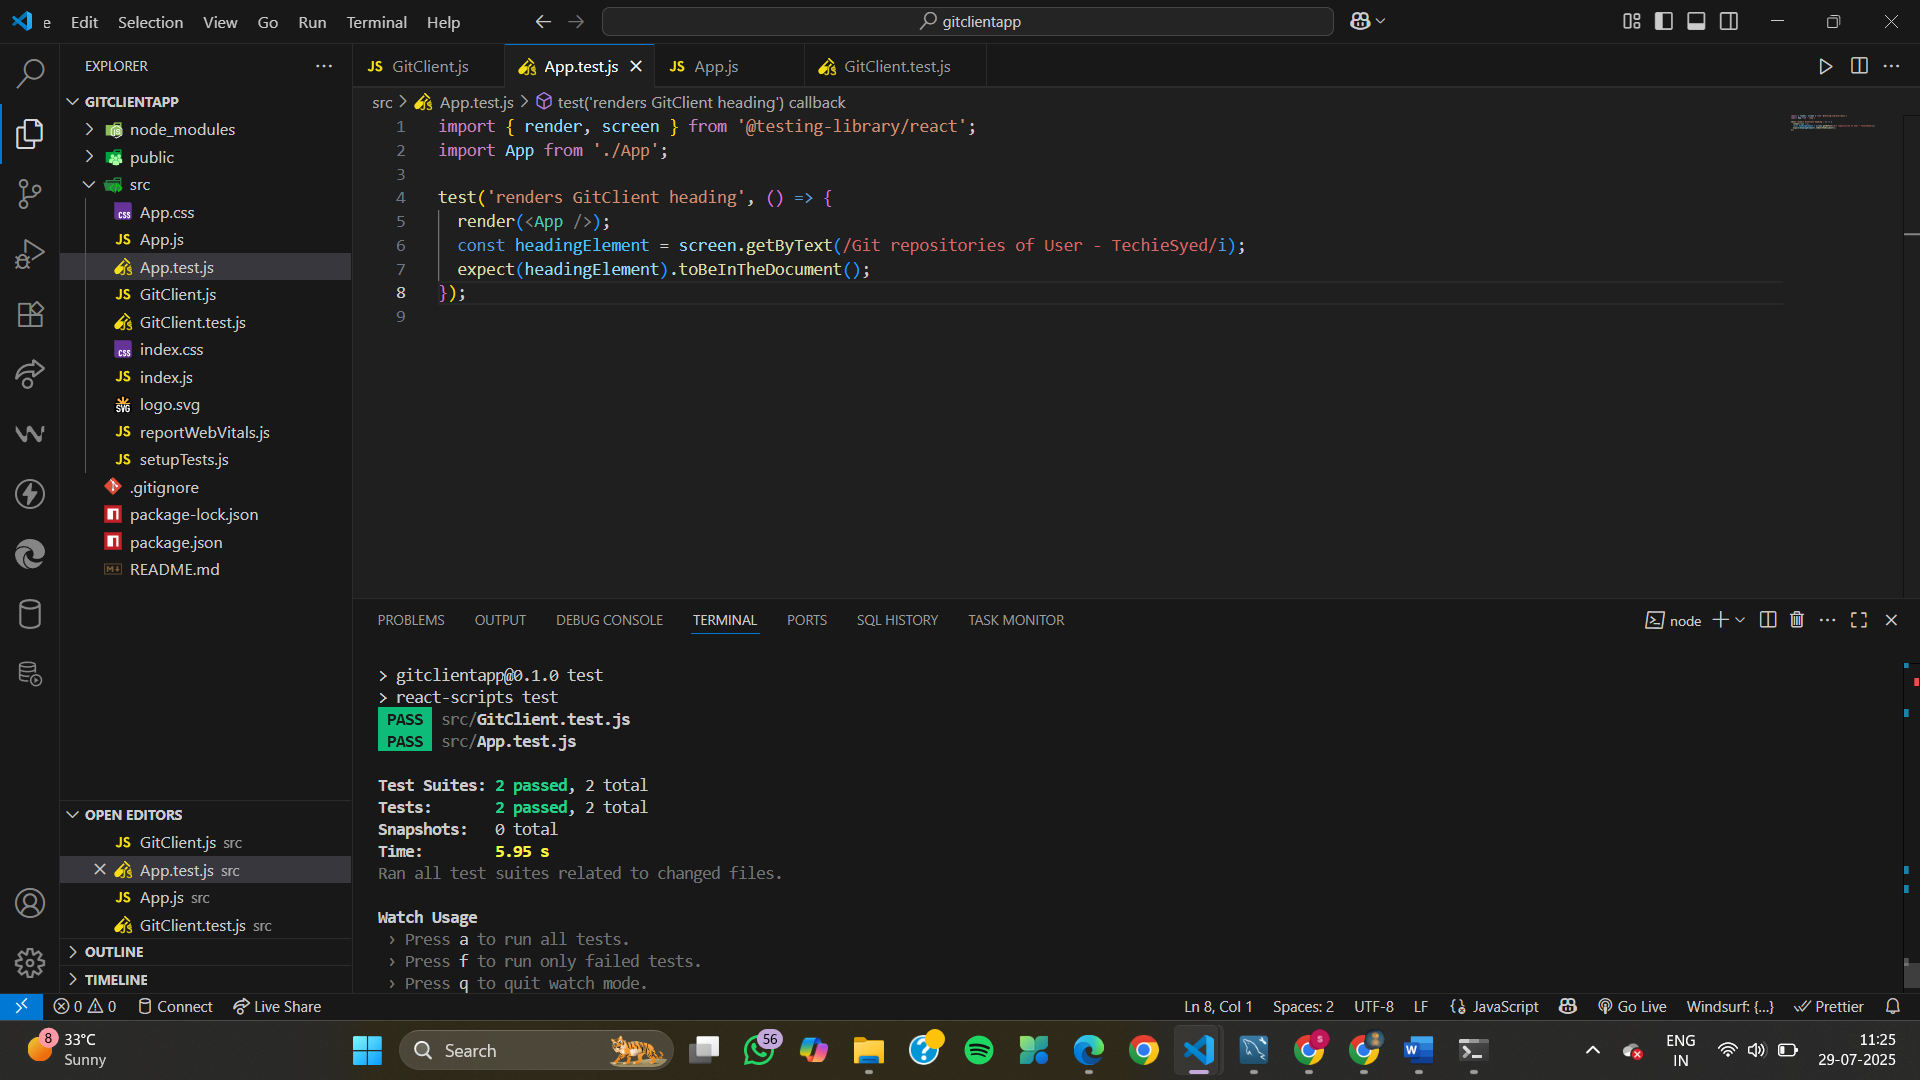 e Edit Selection View Go Run Terminal Help
gitclientapp
EXPLORER
GITCLIENTAPP
node_modules
public
src
App.css
JS App.js
App.test.js
JS GitClient.js
GitClient.test.js
index.css
JS index.js
logo.svg
JS reportWebVitals.js
JS setupTests.js
.gitignore
package-lock.json
package.json
README.md
OPEN EDITORS
JS GitClient.js src
App.test.js src
JS App.js src
GitClient.test.js src
OUTLINE
TIMELINE
JS GitClient.js App.test.js JS App.js GitClient.test.js
src > App.test.js > test('renders GitClient heading') callback
1 import { render, screen } from '@testing-library/react';
2 import App from './App';
3
4 test('renders GitClient heading', () => {
5 render(<App />);
6 const headingElement = screen.getByText(/Git repositories of User - TechieSyed/i);
7 expect(headingElement).toBeInTheDocument();
8 });
9
PROBLEMS OUTPUT DEBUG CONSOLE TERMINAL PORTS SQL HISTORY TASK MONITOR
node
> gitclientapp@0.1.0 test
> react-scripts test
PASS src/GitClient.test.js
PASS src/App.test.js
Test Suites: 2 passed, 2 total
Tests: 2 passed, 2 total
Snapshots: 0 total
Time: 5.95 s
Ran all test suites related to changed files.
Watch Usage
› Press a to run all tests.
› Press f to run only failed tests.
› Press q to quit watch mode.
0 0 Connect Live Share
Ln 8, Col 1 Spaces: 2 UTF-8 LF {} JavaScript Go Live Windsurf: {...} Prettier
8 33°C
Sunny
Search
56
ENG
IN
11:25
29-07-2025